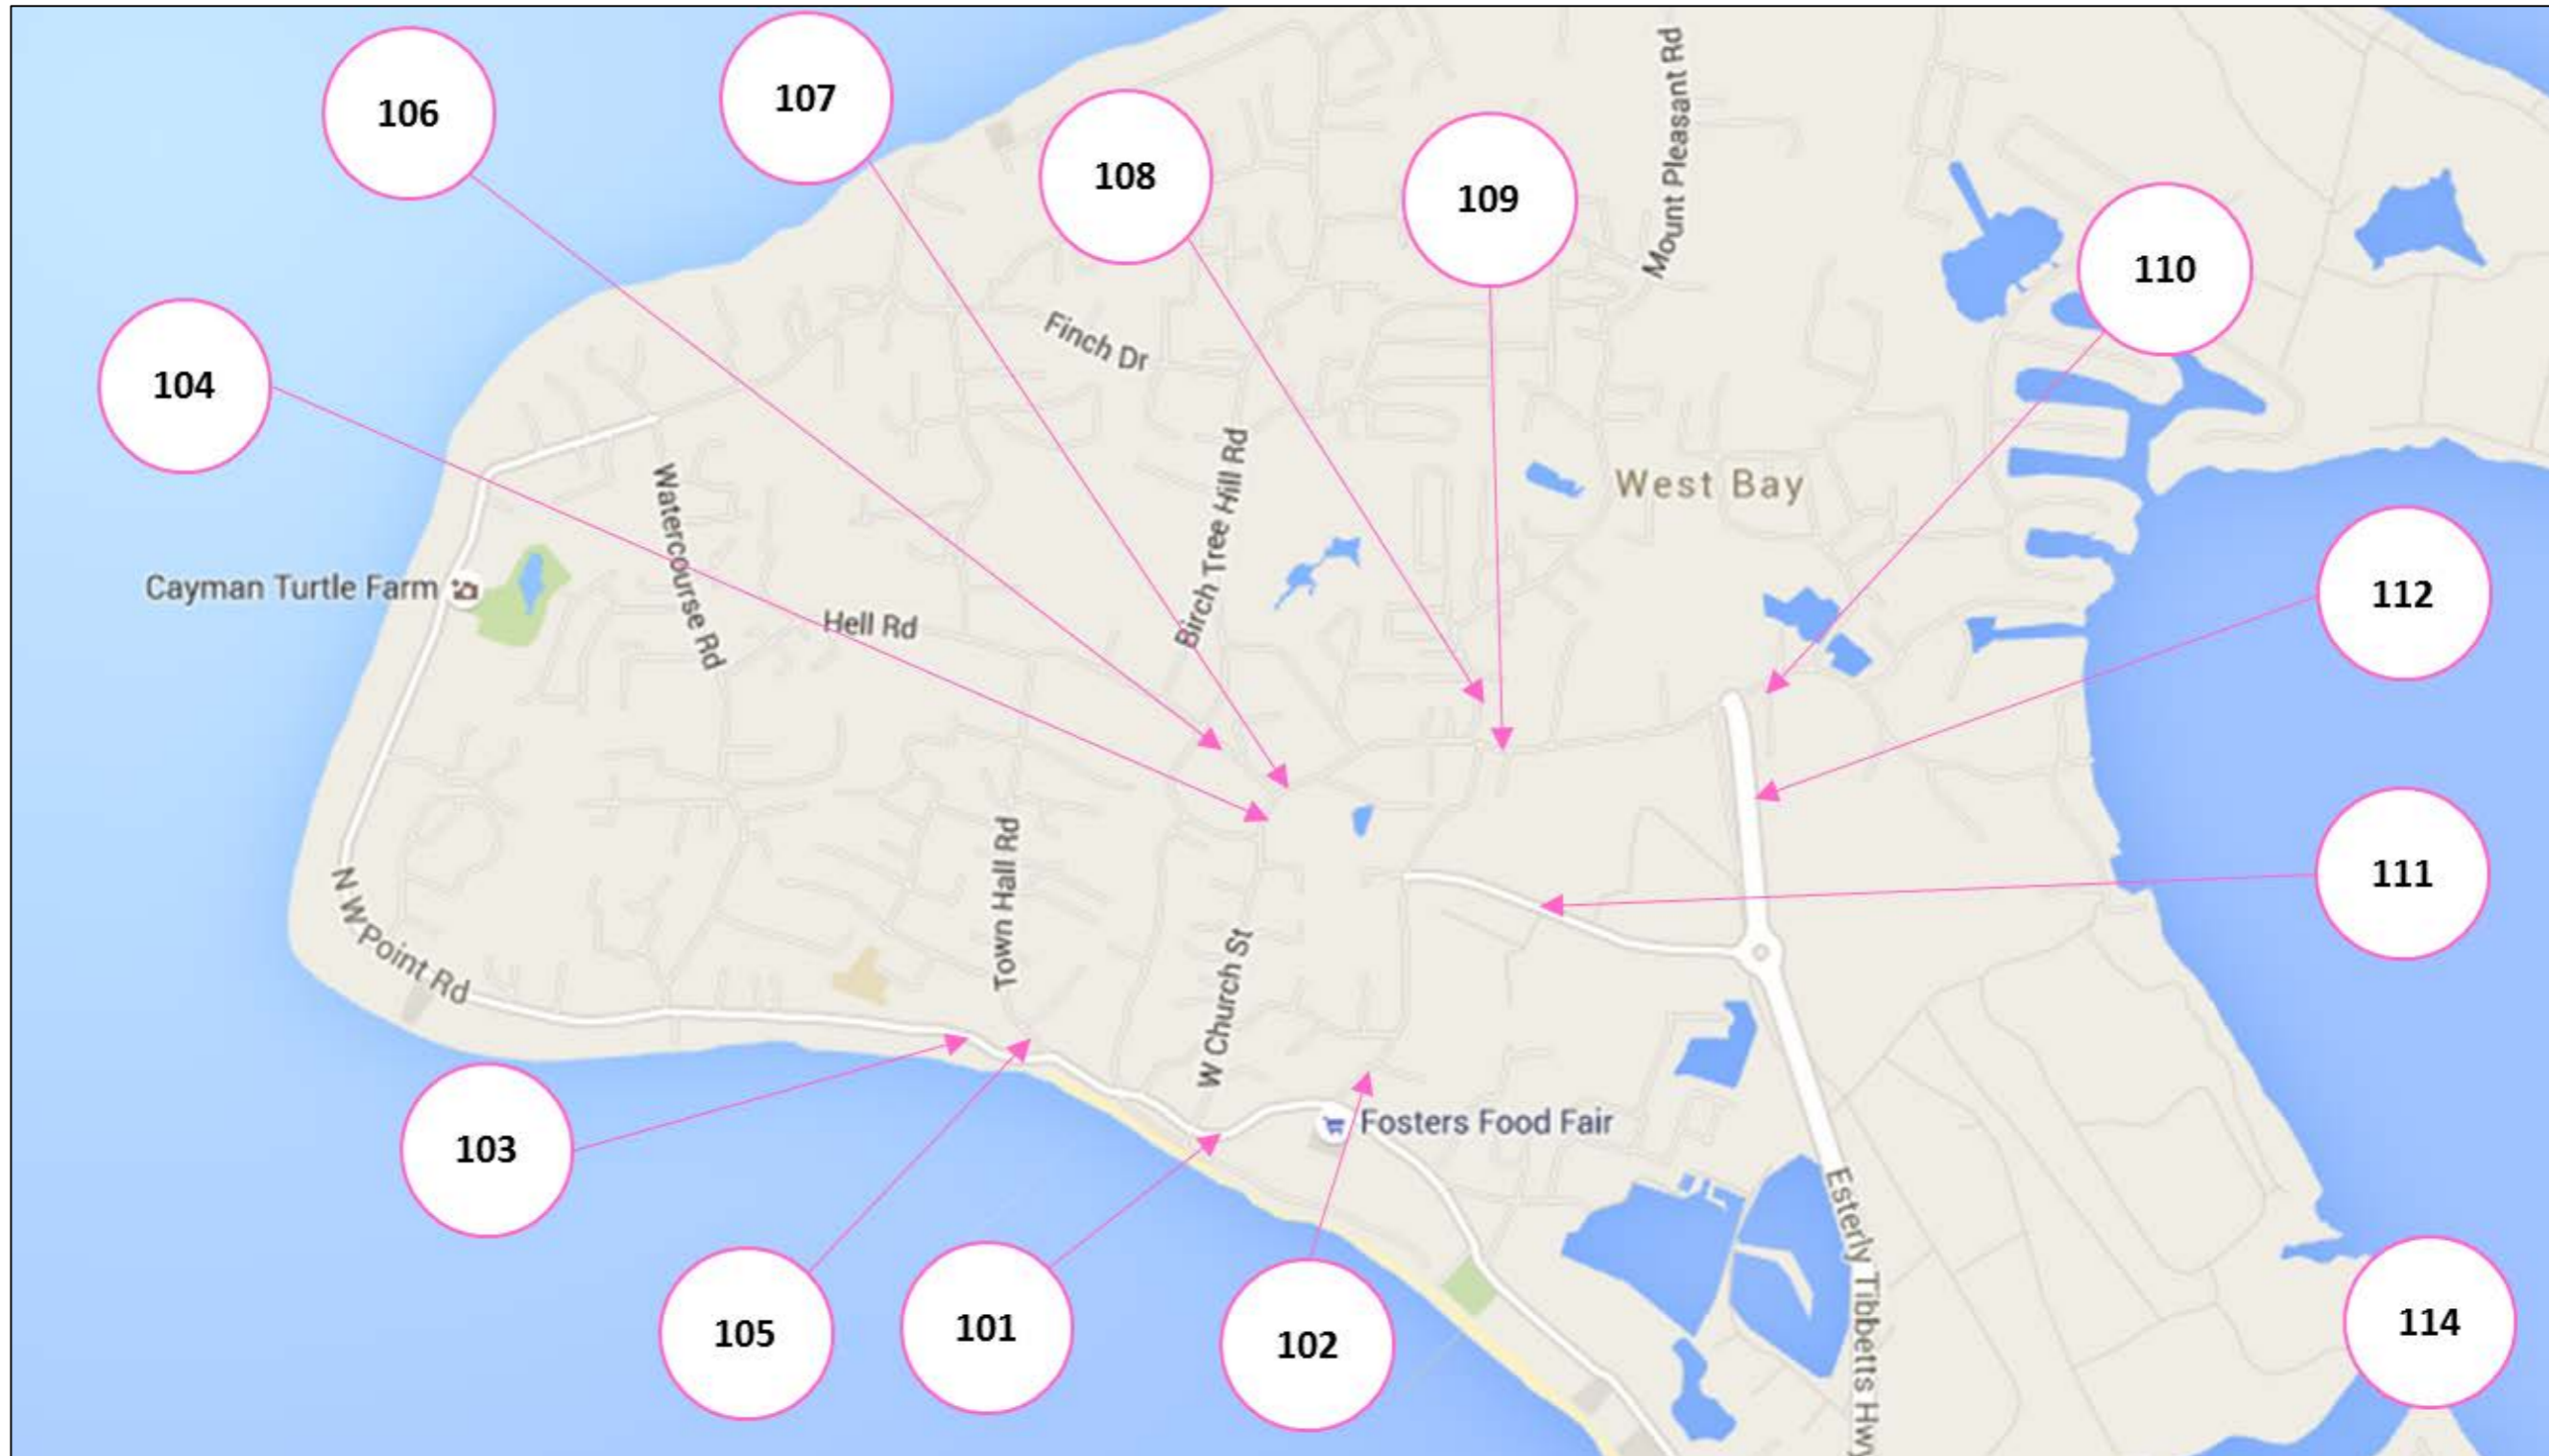 106
107
108
109
Mount Pleasant Rd
110
104
Finch Dr
Birch Tree Hill Rd
Watercourse Rd
West Bay
112
Cayman Turtle Farm
Hell Rd
111
Town Hall Rd
N W Point Rd
W Church St
Fosters Food Fair
103
105
101
102
Esterly Tibbetts Hwy
114